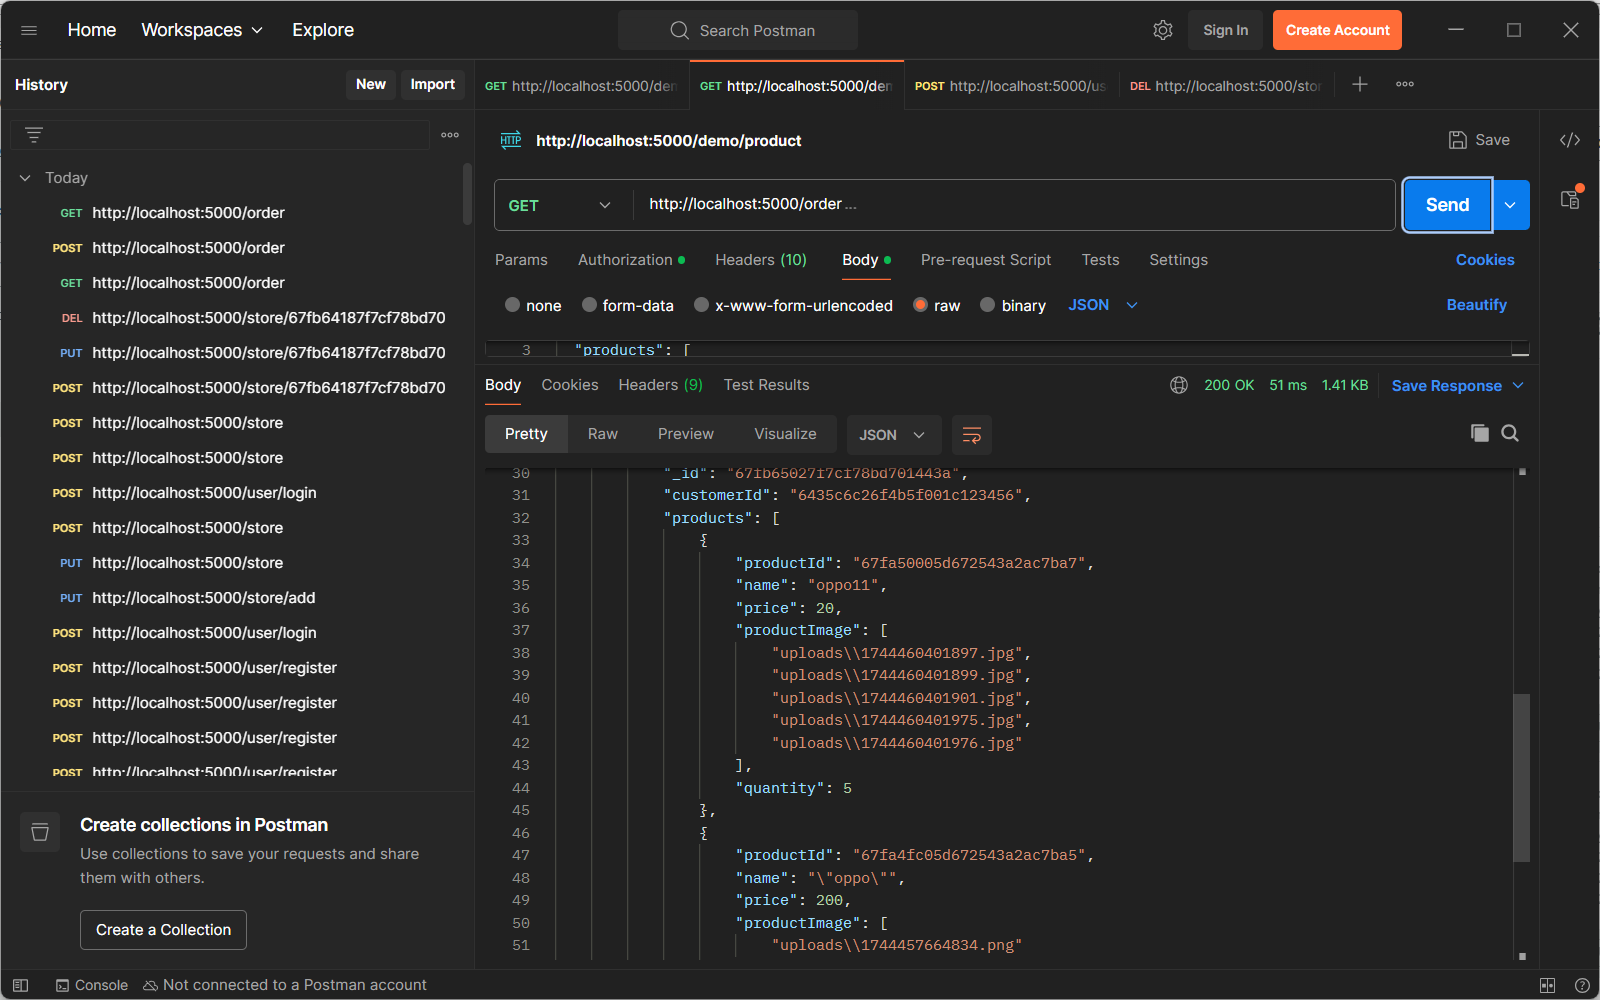 Home Workspaces Explore Search Postman Sign In Create Account
History New Import
GET http://localhost:5000/den GET http://localhost:5000/den POST http://localhost:5000/us DEL http://localhost:5000/stor
HTTP http://localhost:5000/demo/product Save
Today
GET http://localhost:5000/order
POST http://localhost:5000/order
GET http://localhost:5000/order
DEL http://localhost:5000/store/67fb64187f7cf78bd70
PUT http://localhost:5000/store/67fb64187f7cf78bd70
POST http://localhost:5000/store/67fb64187f7cf78bd70
POST http://localhost:5000/store
POST http://localhost:5000/store
POST http://localhost:5000/user/login
POST http://localhost:5000/store
PUT http://localhost:5000/store
PUT http://localhost:5000/store/add
POST http://localhost:5000/user/login
POST http://localhost:5000/user/register
POST http://localhost:5000/user/register
POST http://localhost:5000/user/register
POST http://localhost:5000/user/register
Create collections in Postman
Use collections to save your requests and share
them with others.
Create a Collection
GET http://localhost:5000/order ... Send
Params Authorization Headers (10) Body Pre-request Script Tests Settings Cookies
none form-data x-www-form-urlencoded raw binary JSON Beautify
3 "products": [
Body Cookies Headers (9) Test Results 200 OK 51 ms 1.41 KB Save Response
Pretty Raw Preview Visualize JSON
30 "_id": "67fb65027f7cf78bd701443a",
31 "customerId": "6435c6c26f4b5f001c123456",
32 "products": [
33 {
34 "productId": "67fa50005d672543a2ac7ba7",
35 "name": "oppo11",
36 "price": 20,
37 "productImage": [
38 "uploads\\1744460401897.jpg",
39 "uploads\\1744460401899.jpg",
40 "uploads\\1744460401901.jpg",
41 "uploads\\1744460401975.jpg",
42 "uploads\\1744460401976.jpg"
43 ],
44 "quantity": 5
45 },
46 {
47 "productId": "67fa4fc05d672543a2ac7ba5",
48 "name": "\"oppo\"",
49 "price": 200,
50 "productImage": [
51 "uploads\\1744457664834.png"
Console Not connected to a Postman account